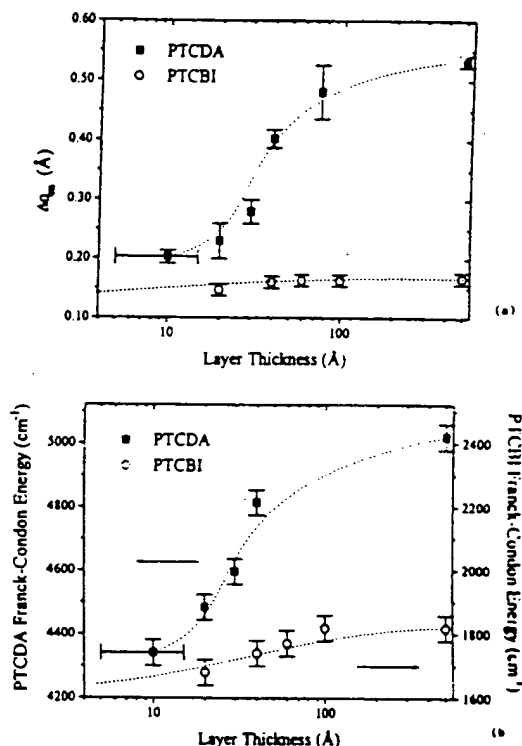 0.60
0.50
0.40
0.30
0.20
0.10
Δq (Å)
PTCDA
PTCBI
10
100
Layer Thickness (Å)
(a)
5000
4800
4600
4400
4200
PTCDA Franck-Condon Energy (cm⁻¹)
PTCDA
PTCBI
2400
2200
2000
1800
1600
PTCBI Franck-Condon Energy (cm⁻¹)
10
100
Layer Thickness (Å)
(b